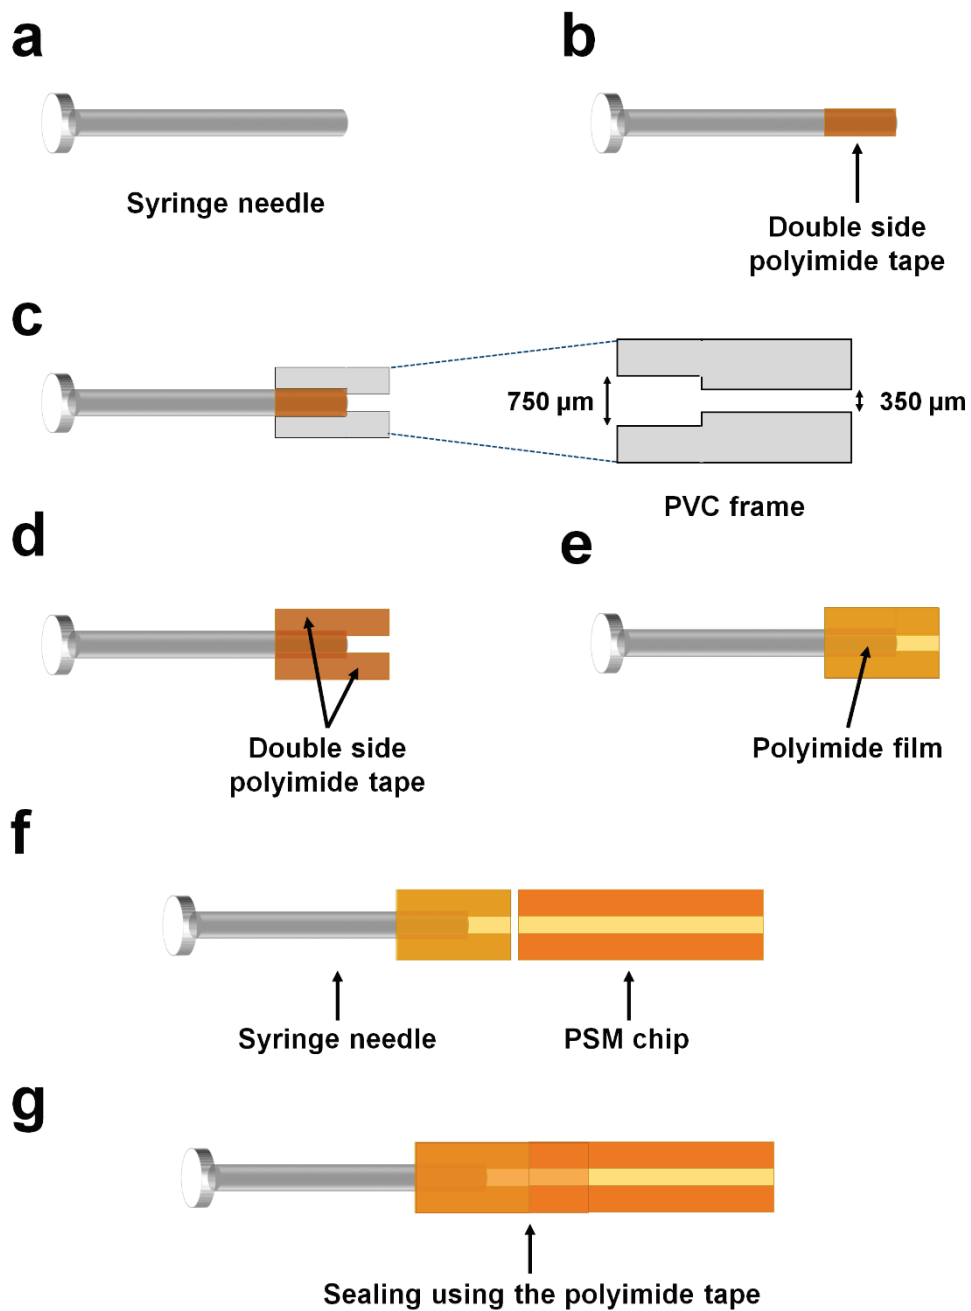 a
b
Syringe needle
Double side
polyimide tape
c
750 µm
350 µm
PVC frame
d
e
Double side
polyimide tape
Polyimide film
f
Syringe needle
PSM chip
g
Sealing using the polyimide tape